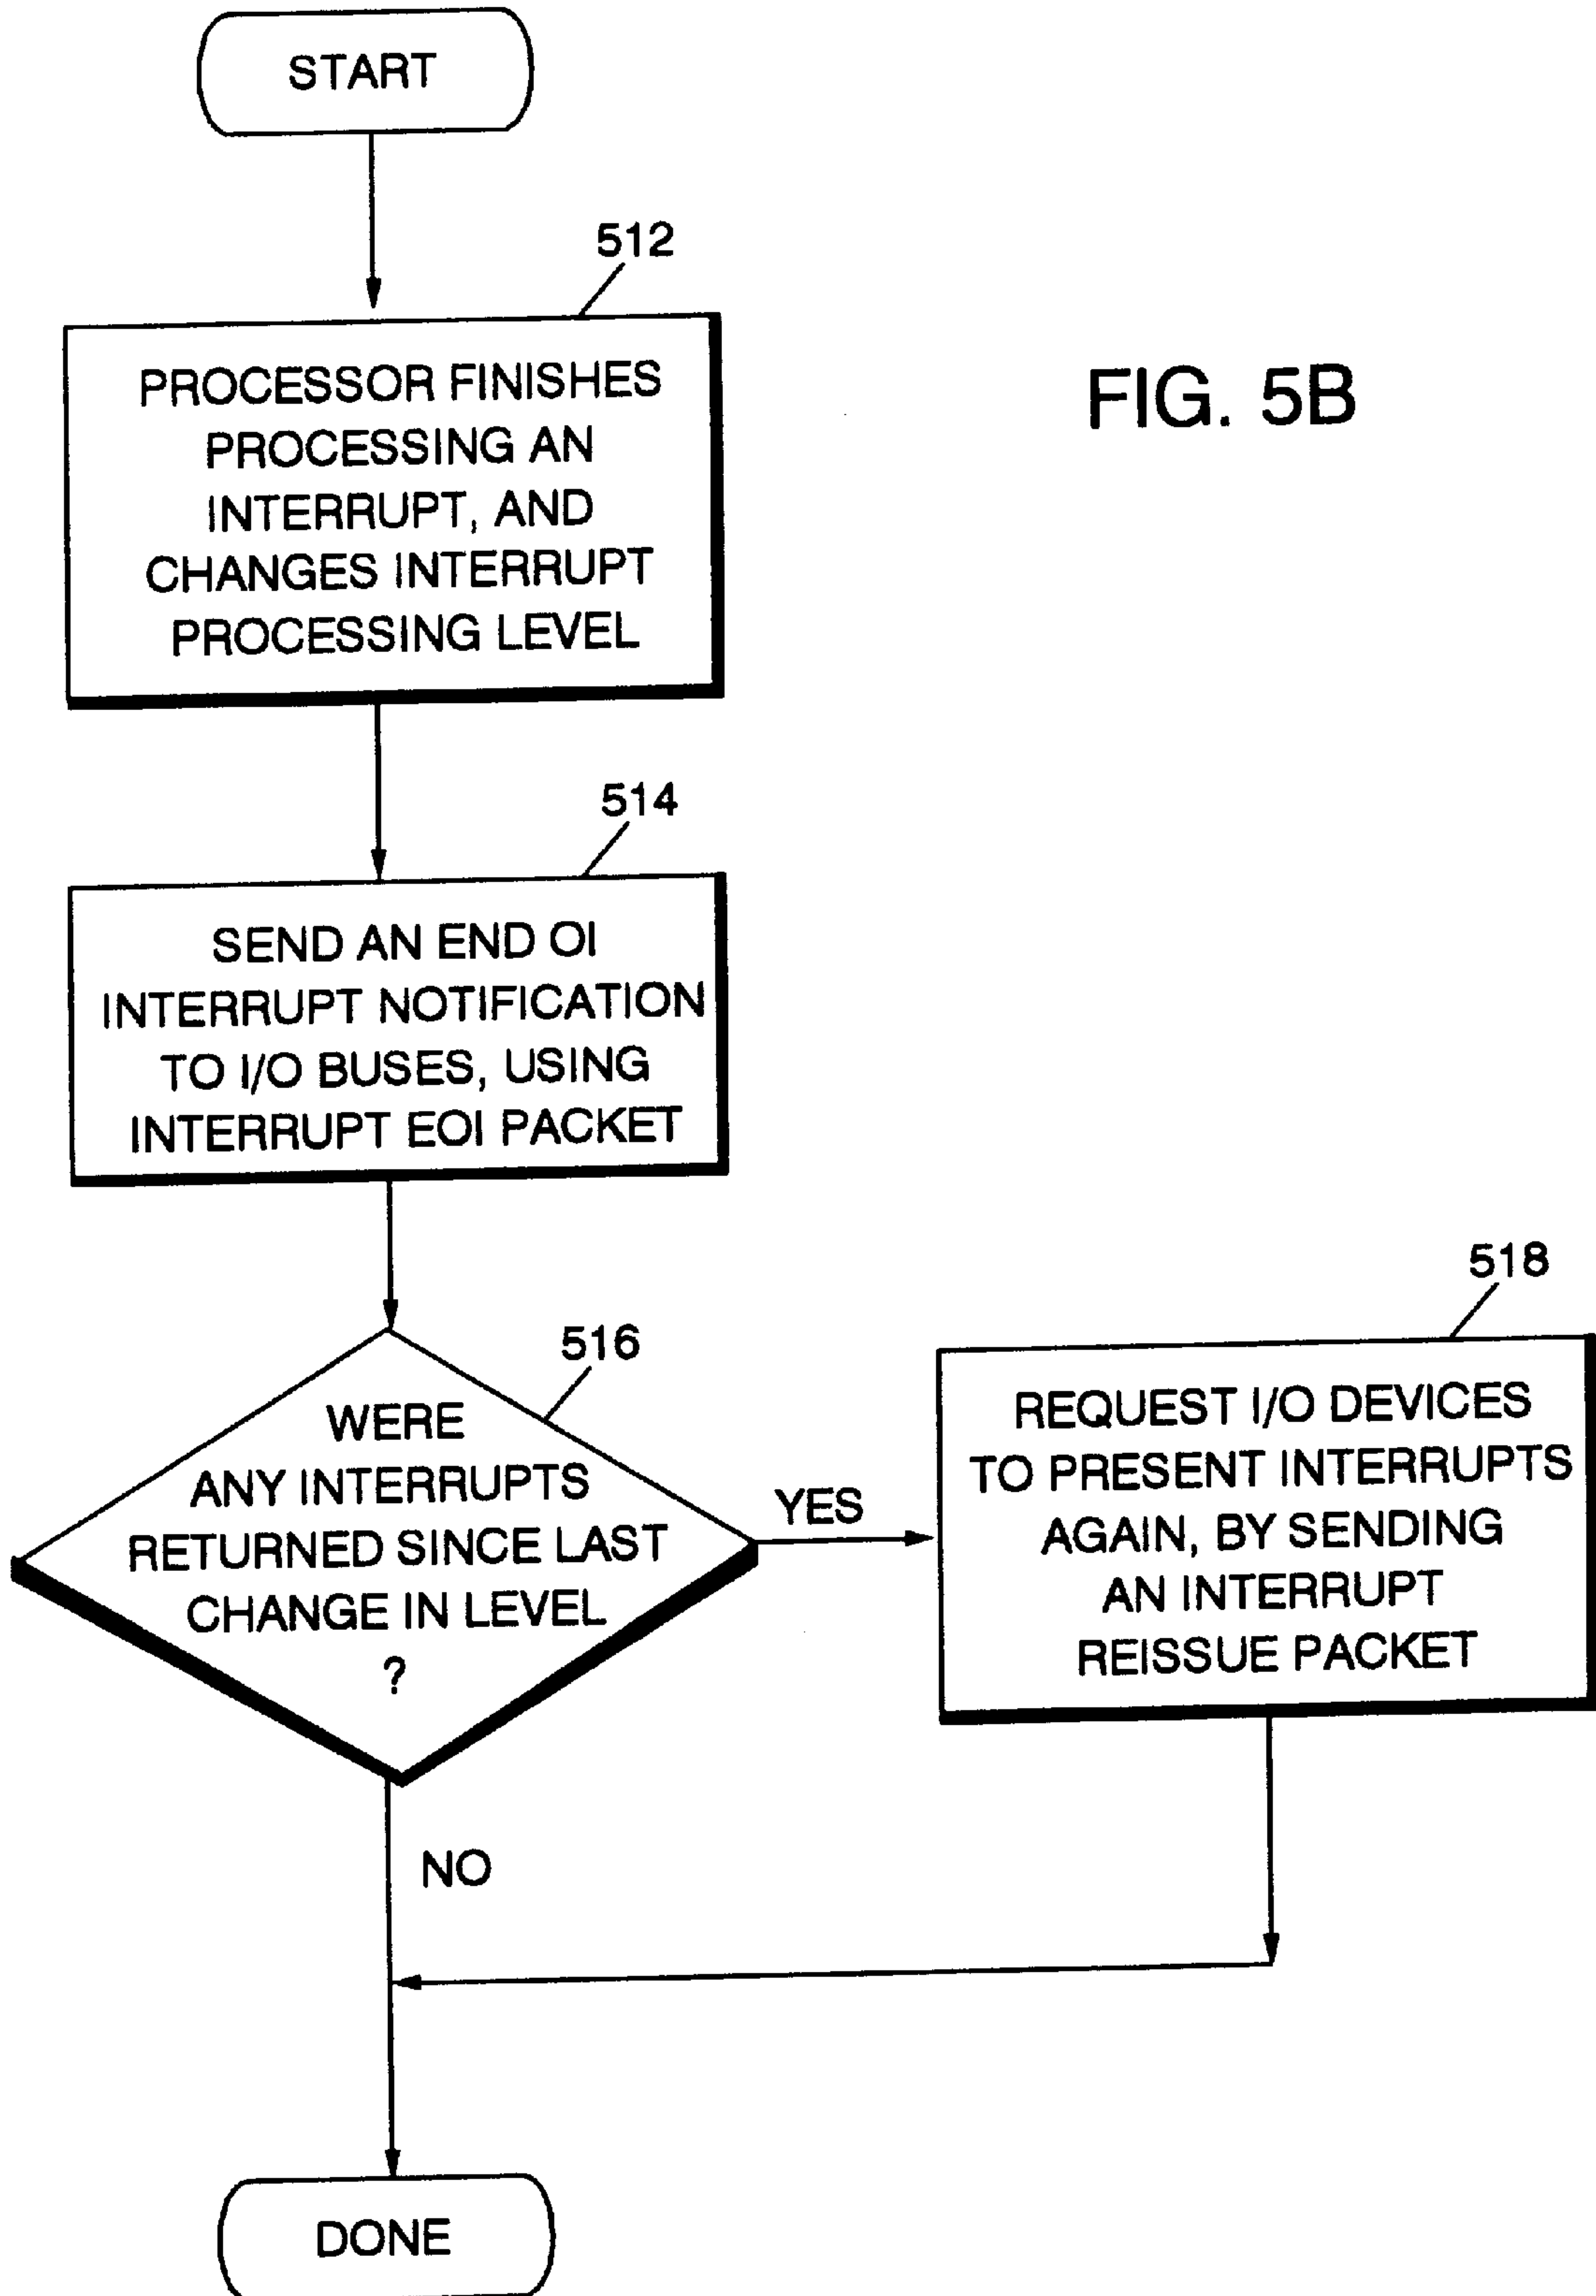 START
512
PROCESSOR FINISHES
PROCESSING AN
INTERRUPT, AND
CHANGES INTERRUPT
PROCESSING LEVEL
FIG. 5B
514
SEND AN END OI
INTERRUPT NOTIFICATION
TO I/O BUSES, USING
INTERRUPT EOI PACKET
516
WERE
ANY INTERRUPTS
RETURNED SINCE LAST
CHANGE IN LEVEL
?
YES
518
REQUEST I/O DEVICES
TO PRESENT INTERRUPTS
AGAIN, BY SENDING
AN INTERRUPT
REISSUE PACKET
NO
DONE